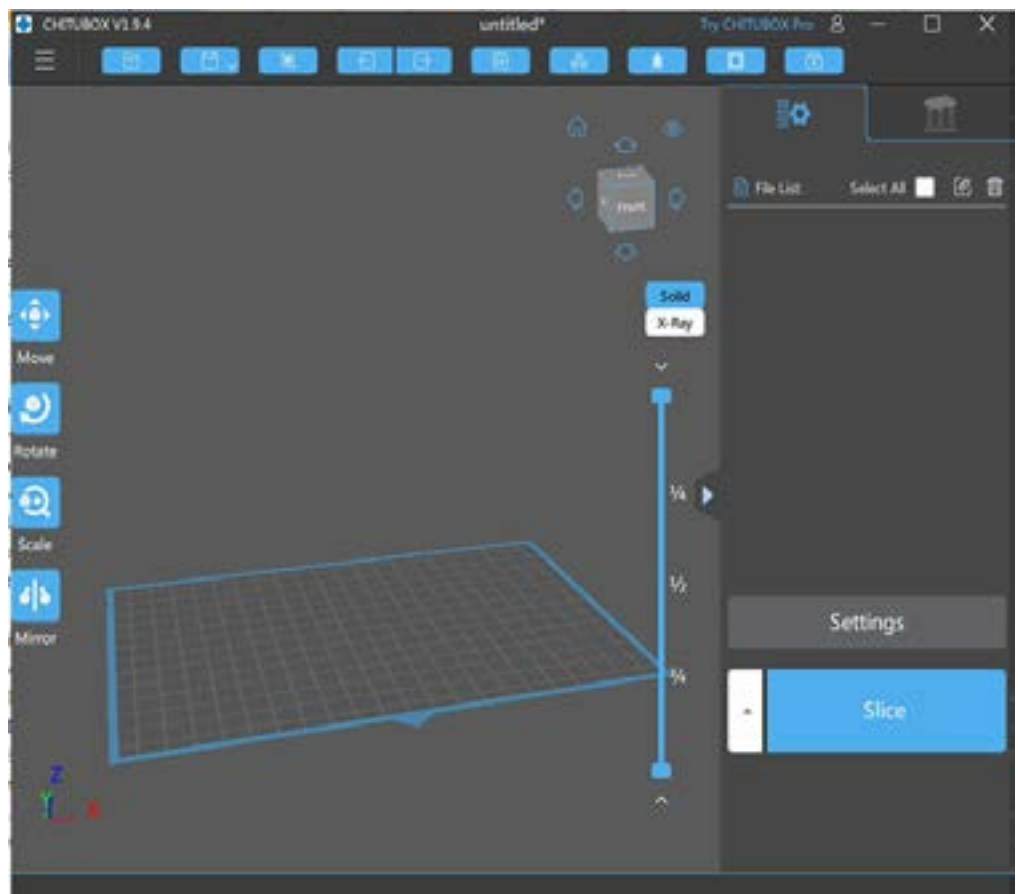 CHITUBOX V1.9.4
untitled*
Try CHITUBOX Pro
File List
Select All
Front
Solid
X-Ray
Move
Rotate
Scale
Mirror
¼
½
¾
Settings
Slice
Z
Y
X